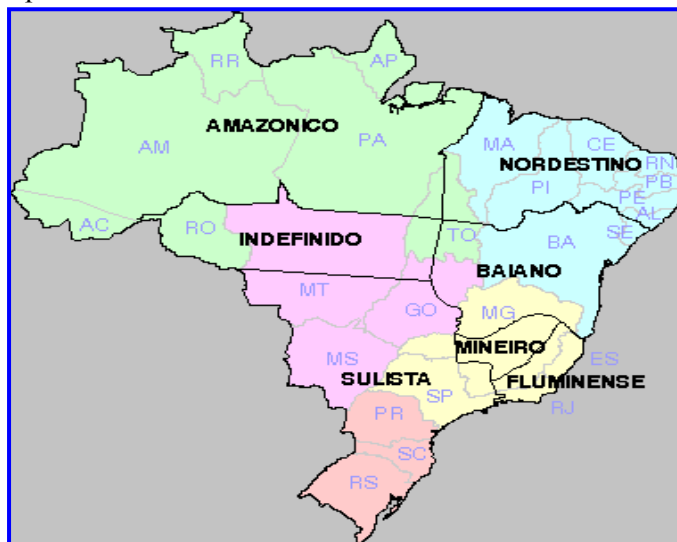 RR
AP
AMAZONICO
AM
PA
MA
CE
NORDESTINO
RN
PI
PB
PE
AL
AC
RO
TO
SE
INDEFINIDO
BA
BAIANO
MT
GO
MG
MS
MINEIRO
ES
SULISTA
FLUMINENSE
SP
RJ
PR
SC
RS